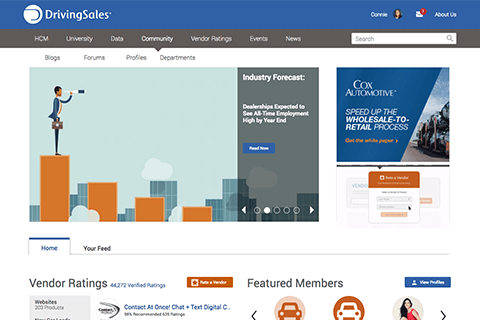 DrivingSales
Connie
About Us
HCM
University
Data
Community
Vendor Ratings
Events
News
Search
Blogs
Forums
Profiles
Departments
Industry Forecast:
Dealerships Expected to
See All-Time Employment
High by Year End
Read Now
COX
AUTOMOTIVE
SPEED UP THE
WHOLESALE-TO-
RETAIL PROCESS
Get the white paper >
Rate a Vendor
Home
Your Feed
Vendor Ratings
44,272 Verified Ratings
Rate a Vendor
Featured Members
View Profiles
Websites
203 Products
Contact At Once! Chat + Text Digital C...
98% Recommended 635 Ratings